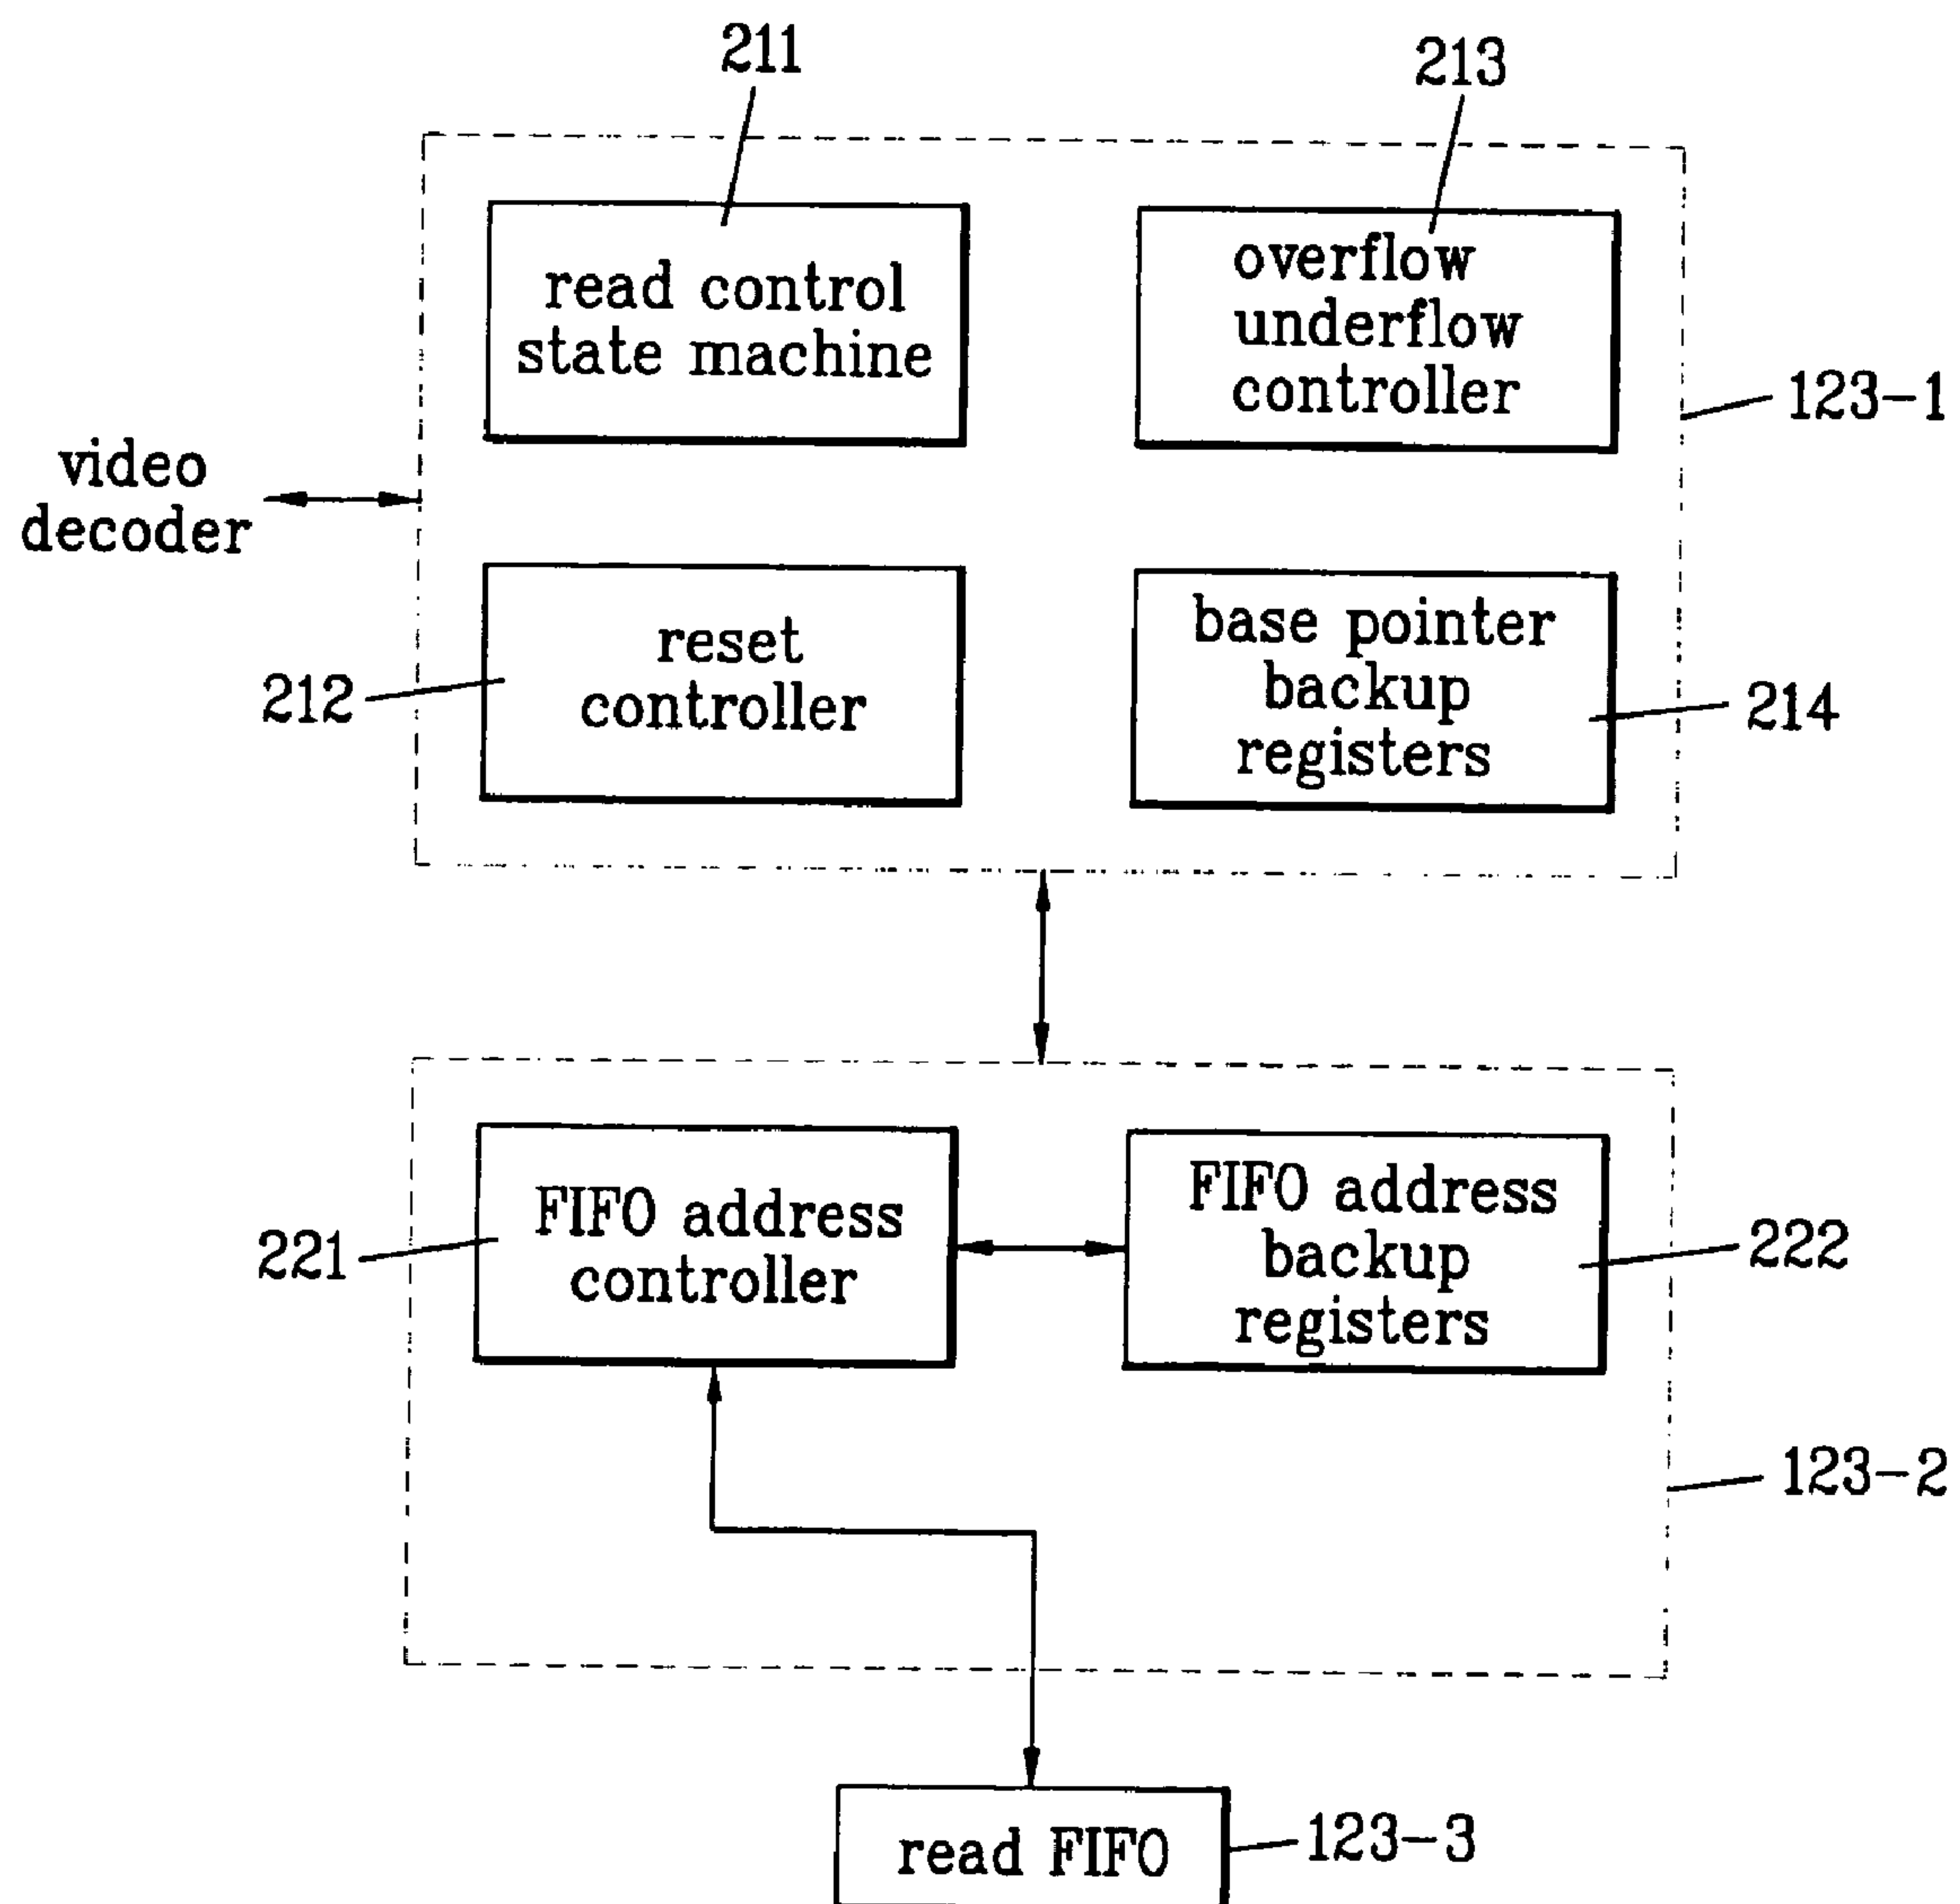 211
213
read control
state machine
overflow
underflow
controller
123-1
video
decoder
reset
controller
212
base pointer
backup
registers
214
FIFO address
controller
221
FIFO address
backup
registers
222
123-2
read FIFO
123-3